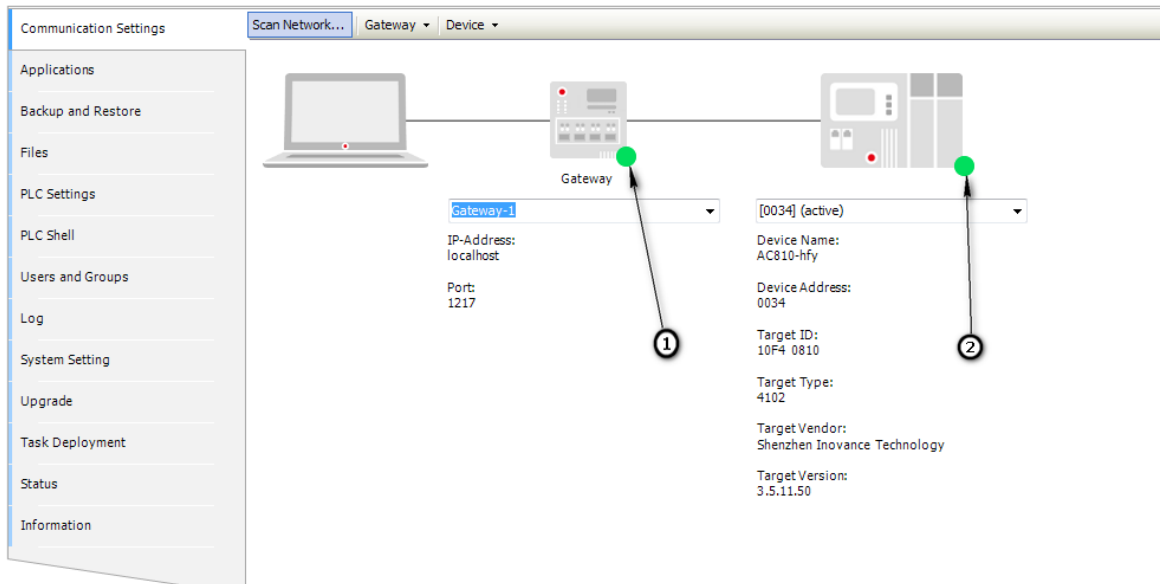 Communication Settings
Applications
Backup and Restore
Files
PLC Settings
PLC Shell
Users and Groups
Log
System Setting
Upgrade
Task Deployment
Status
Information
Scan Network... Gateway Device
Gateway
Gateway-1
IP-Address:
localhost
Port:
1217
[0034] (active)
Device Name:
AC810-hfy
Device Address:
0034
Target ID:
10F4 0810
Target Type:
4102
Target Vendor:
Shenzhen Inovance Technology
Target Version:
3.5.11.50
1
2